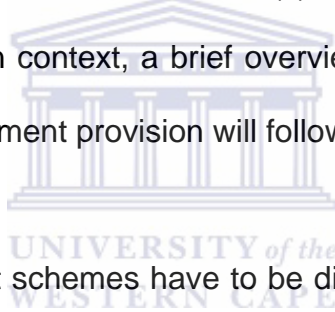 n context, a brief overvie
ment provision will follow
UNIVERSITY of the
t schemes have to be di
WESTERN CAPE